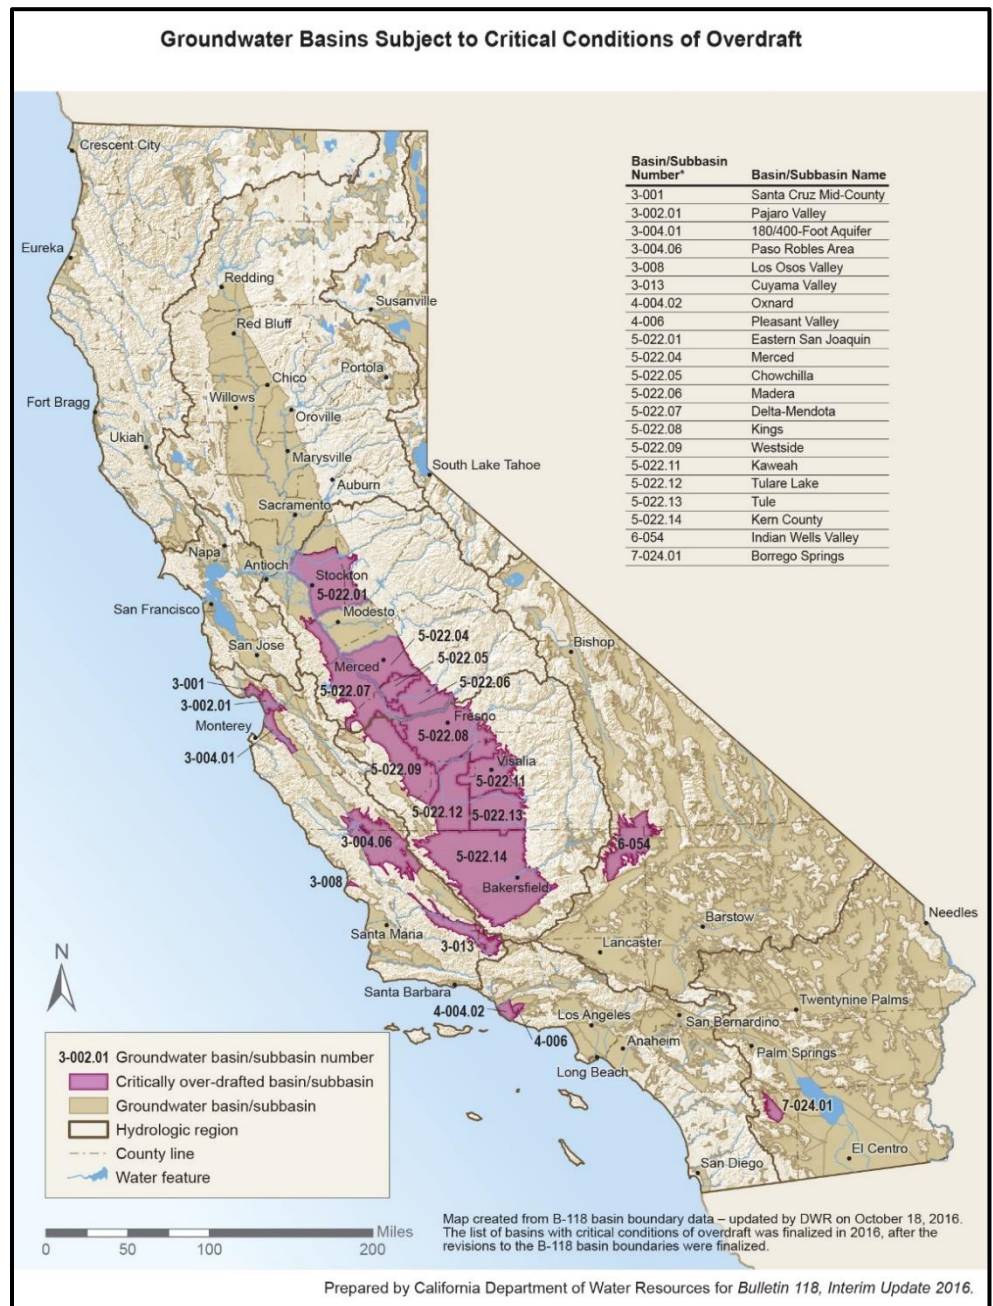 Groundwater Basins Subject to Critical Conditions of Overdraft
Crescent City
Eureka
Redding
Susanville
Red Bluff
Portola
Chico
Willows
Oroville
Fort Bragg
Ukiah
Marysville
South Lake Tahoe
Auburn
Sacramento
Napa
Antioch
Stockton
5-022.01
San Francisco
Modesto
San Jose
5-022.04
Bishop
Merced
5-022.05
3-001
5-022.07
5-022.06
3-002.01
Monterey
Fresno
5-022.08
3-004.01
5-022.09
Visalia
5-022.11
5-022.12
5-022.13
3-004.06
6-054
5-022.14
3-008
Bakersfield
Needles
Barstow
Santa Maria
3-013
Lancaster
Santa Barbara
4-004.02
Twentynine Palms
Los Angeles
San Bernardino
4-006
Anaheim
Palm Springs
Long Beach
7-024.01
El Centro
San Diego
Basin/Subbasin
Number* Basin/Subbasin Name
3-001 Santa Cruz Mid-County
3-002.01 Pajaro Valley
3-004.01 180/400-Foot Aquifer
3-004.06 Paso Robles Area
3-008 Los Osos Valley
3-013 Cuyama Valley
4-004.02 Oxnard
4-006 Pleasant Valley
5-022.01 Eastern San Joaquin
5-022.04 Merced
5-022.05 Chowchilla
5-022.06 Madera
5-022.07 Delta-Mendota
5-022.08 Kings
5-022.09 Westside
5-022.11 Kaweah
5-022.12 Tulare Lake
5-022.13 Tule
5-022.14 Kern County
6-054 Indian Wells Valley
7-024.01 Borrego Springs
N
3-002.01 Groundwater basin/subbasin number
Critically over-drafted basin/subbasin
Groundwater basin/subbasin
Hydrologic region
County line
Water feature
Miles
0 50 100 200
Map created from B-118 basin boundary data – updated by DWR on October 18, 2016.
The list of basins with critical conditions of overdraft was finalized in 2016, after the
revisions to the B-118 basin boundaries were finalized.
Prepared by California Department of Water Resources for Bulletin 118, Interim Update 2016.